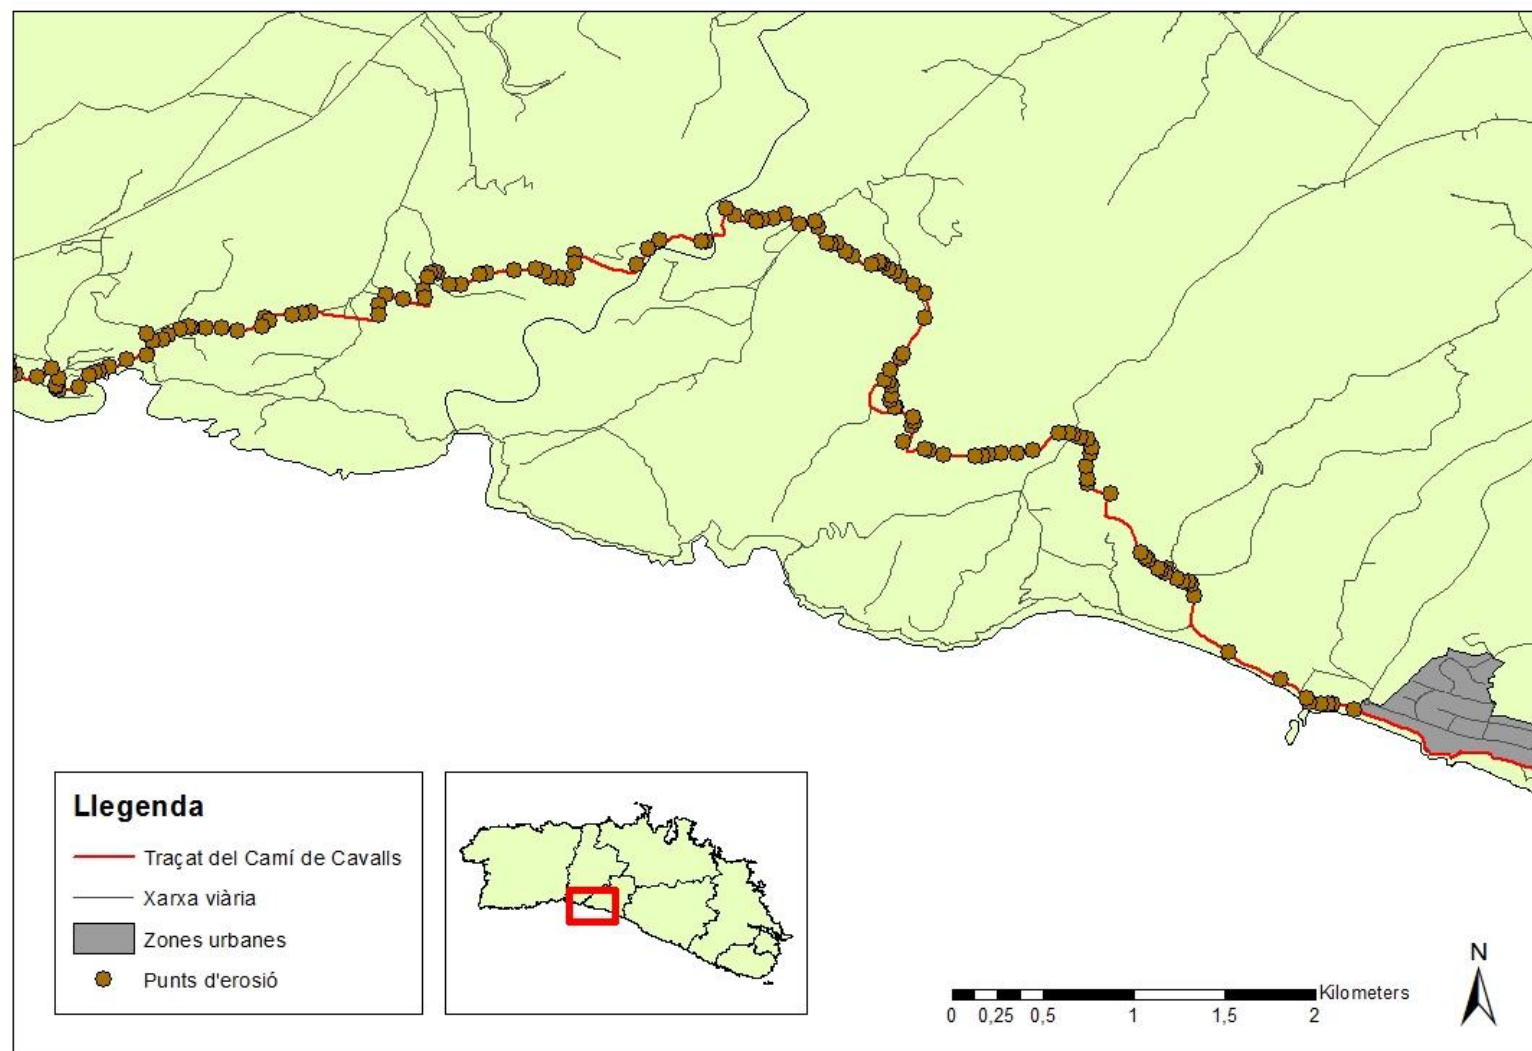 Llegenda
Traçat del Camí de Cavalls
Xarxa viària
Zones urbanes
Punts d'erosió
N
Kilometers
0 0,25 0,5 1 1,5 2